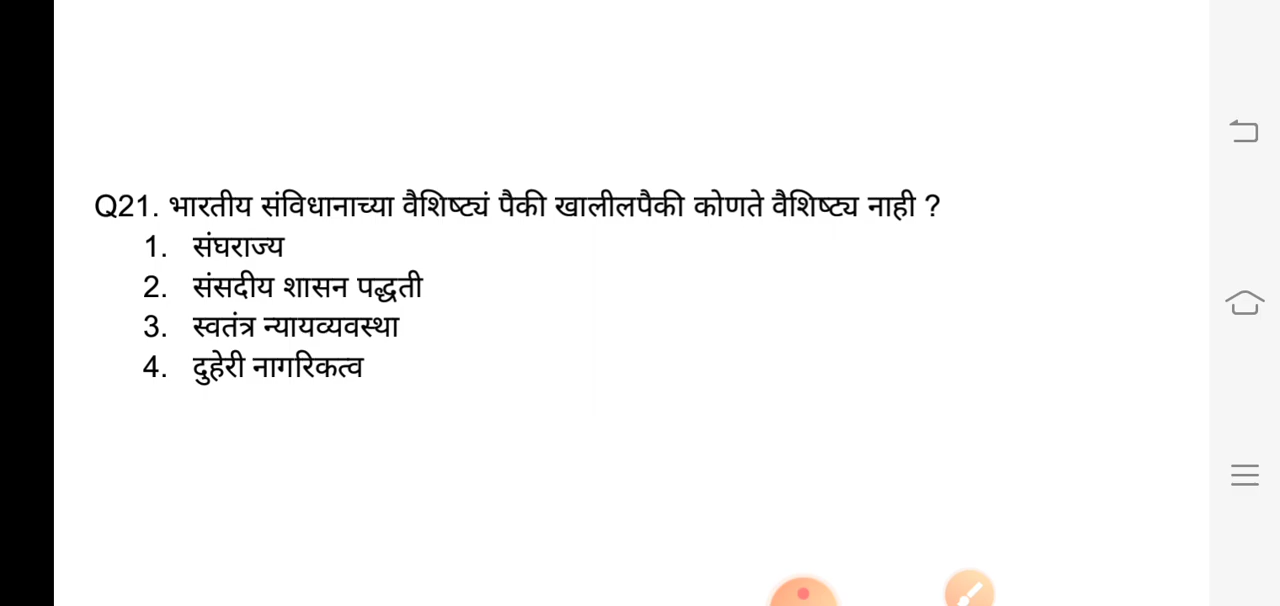 Q21. भारतीय संविधानाच्या वैशिष्ट्यं पैकी खालीलपैकी कोणते वैशिष्ट्य नाही ?
1. संघराज्य
2. संसदीय शासन पद्धती
3. स्वतंत्र न्यायव्यवस्था
4. दुहेरी नागरिकत्व